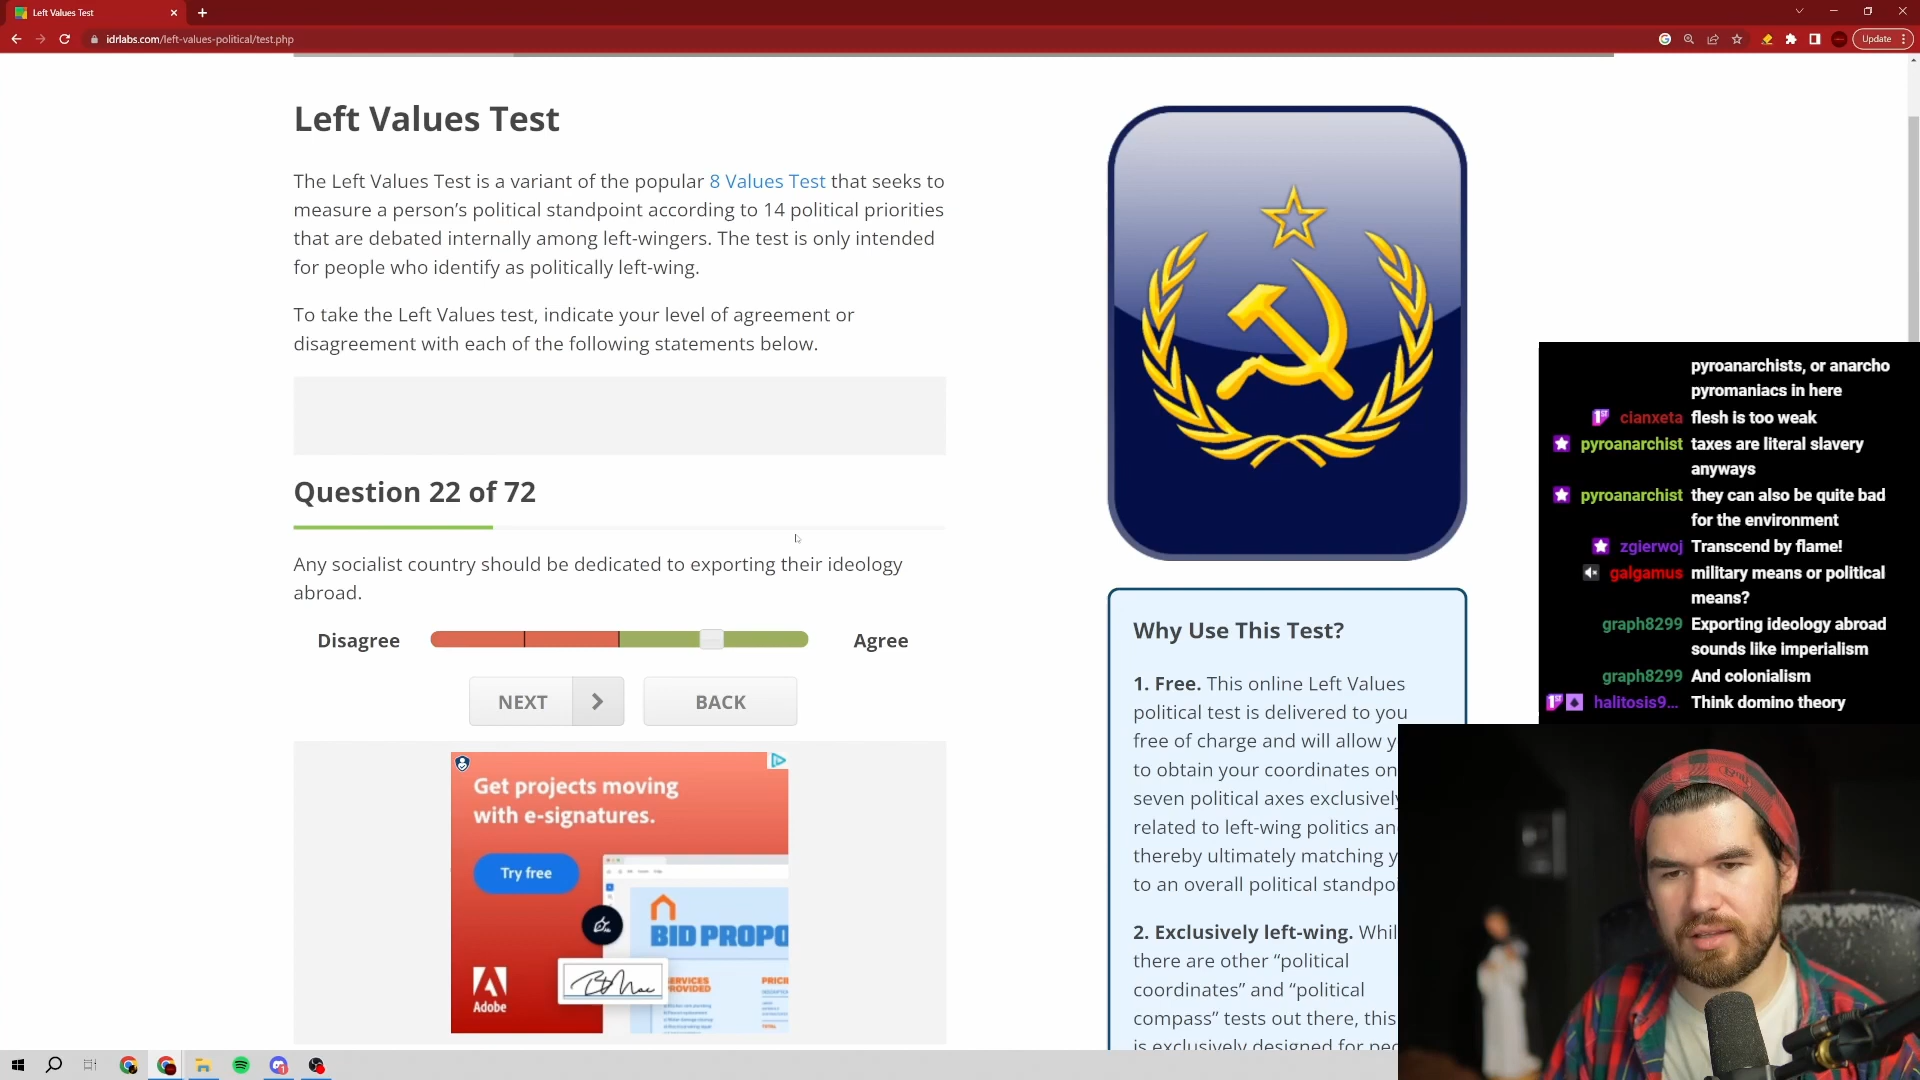 Left Values Test
idrlabs.com/left-values-political/test.php
Update
Left Values Test
The Left Values Test is a variant of the popular 8 Values Test that seeks to
measure a person's political standpoint according to 14 political priorities
that are debated internally among left-wingers. The test is only intended
for people who identify as politically left-wing.
To take the Left Values test, indicate your level of agreement or
disagreement with each of the following statements below.
Question 22 of 72
Any socialist country should be dedicated to exporting their ideology
abroad.
Disagree
Agree
NEXT
BACK
Get projects moving
with e-signatures.
Try free
Adobe
BID PROPO
Why Use This Test?
1. Free. This online Left Values
political test is delivered to you
free of charge and will allow y
to obtain your coordinates on
seven political axes exclusively
related to left-wing politics an
thereby ultimately matching y
to an overall political standpoi
2. Exclusively left-wing. Whil
there are other “political
coordinates” and “political
compass” tests out there, this
is exclusively designed for peo
pyroanarchists, or anarcho
pyromaniacs in here
cianxeta flesh is too weak
pyroanarchist taxes are literal slavery
anyways
pyroanarchist they can also be quite bad
for the environment
zgierwoj Transcend by flame!
galgamus military means or political
means?
graph8299 Exporting ideology abroad
sounds like imperialism
graph8299 And colonialism
halitosis9... Think domino theory